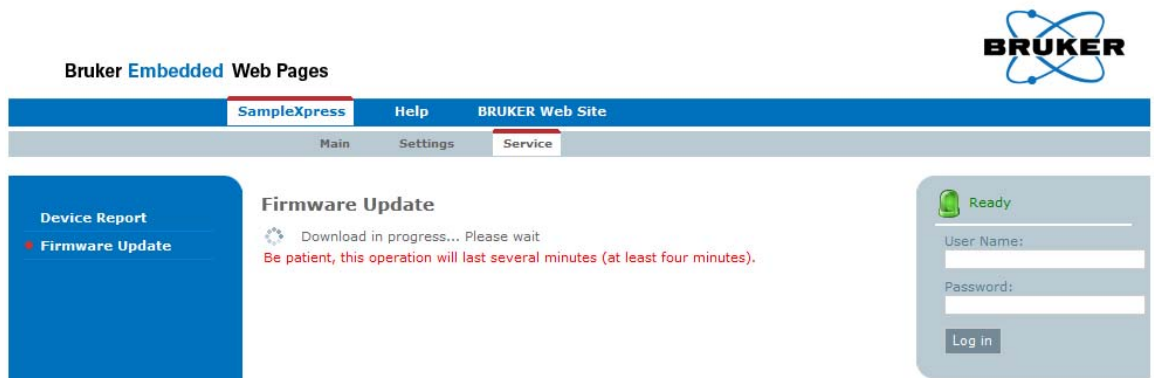 BRUKER
Bruker Embedded Web Pages
SampleXpress Help BRUKER Web Site
Main Settings Service
Device Report
Firmware Update
Firmware Update
Download in progress... Please wait
Be patient, this operation will last several minutes (at least four minutes).
Ready
User Name:
Password:
Log in